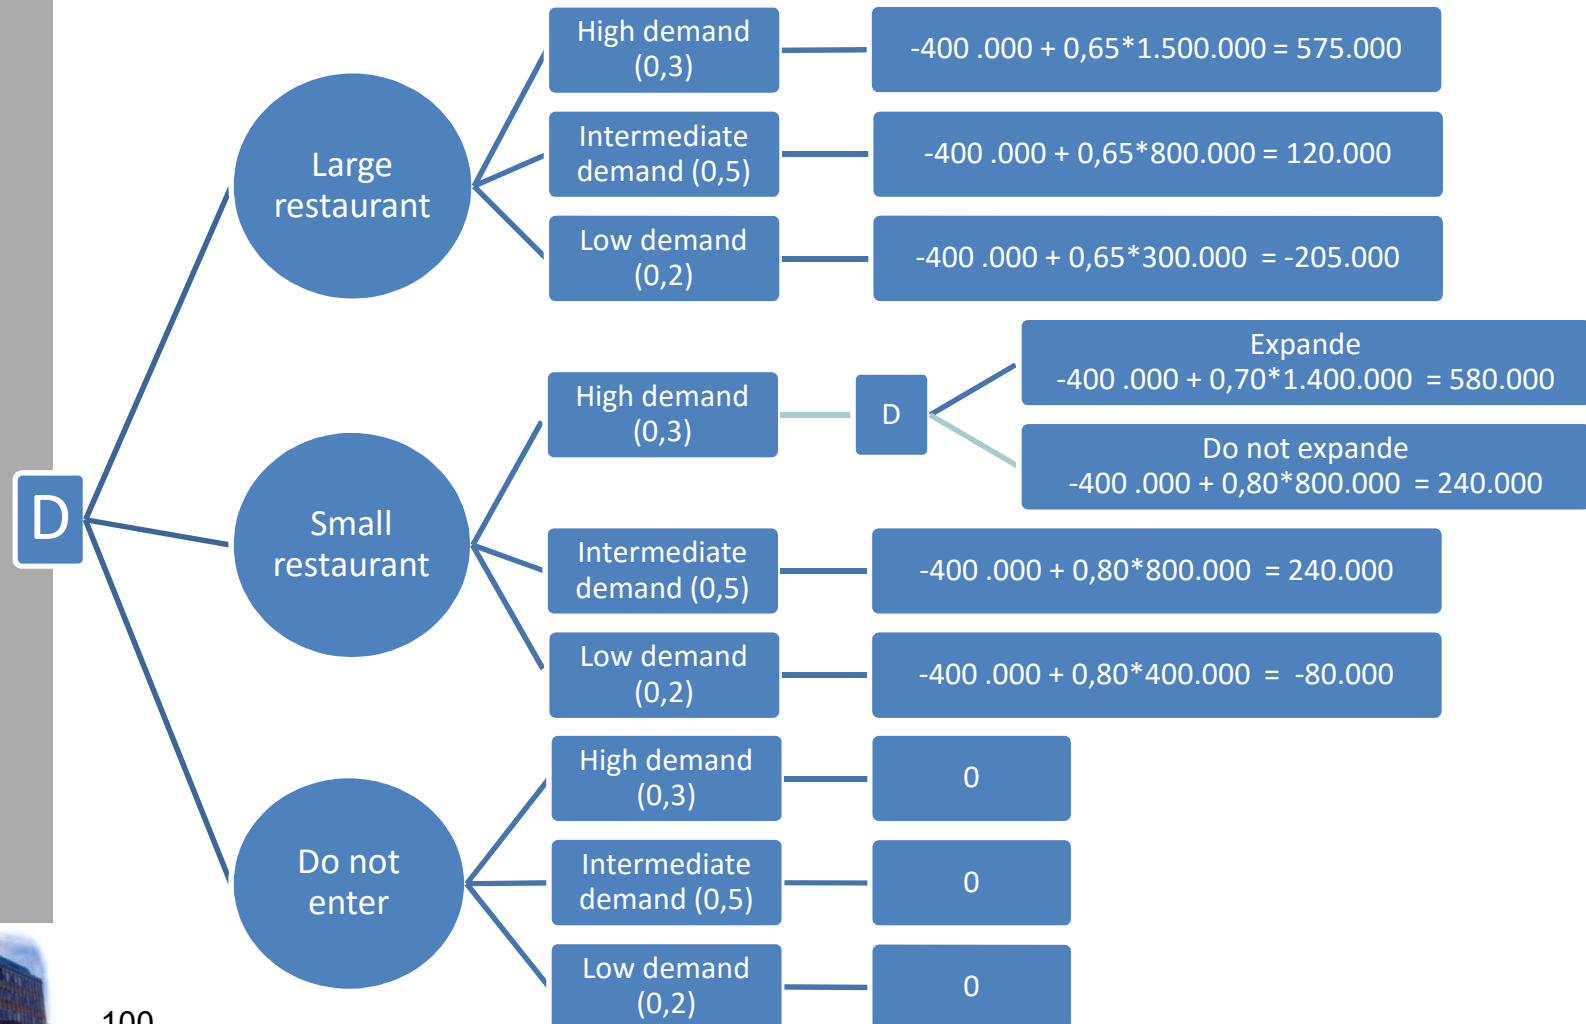 High demand
(0,3)
-400 .000 + 0,65*1.500.000 = 575.000
Large
restaurant
Intermediate
demand (0,5)
-400 .000 + 0,65*800.000 = 120.000
Low demand
(0,2)
-400 .000 + 0,65*300.000 = -205.000
D
Small
restaurant
High demand
(0,3)
D
Expande
-400 .000 + 0,70*1.400.000 = 580.000
Do not expande
-400 .000 + 0,80*800.000 = 240.000
Intermediate
demand (0,5)
-400 .000 + 0,80*800.000 = 240.000
Low demand
(0,2)
-400 .000 + 0,80*400.000 = -80.000
Do not
enter
High demand
(0,3)
0
Intermediate
demand (0,5)
0
Low demand
(0,2)
0
100